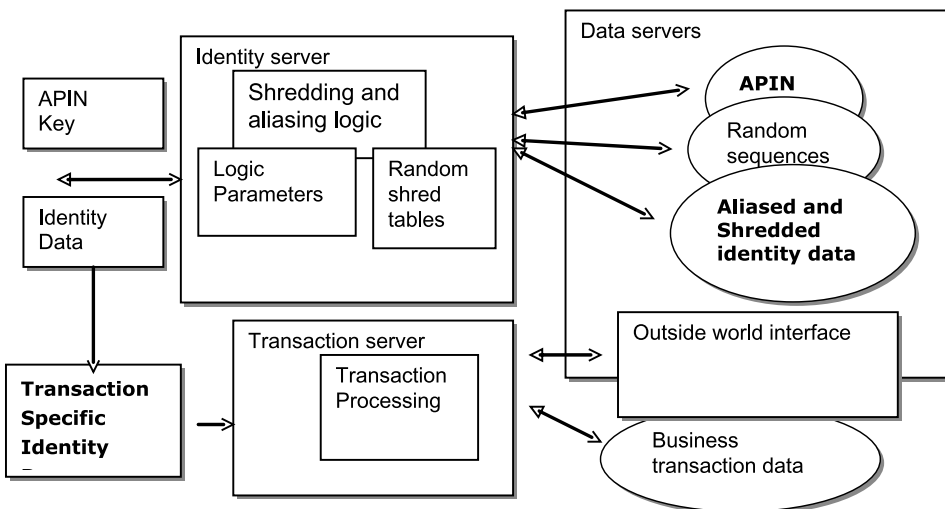 Data servers
Identity server
APIN
Key
Shredding and
aliasing logic
Logic
Parameters
Random
shred
tables
APIN
Random
sequences
Aliased and
Shredded
identity data
Identity
Data
Transaction server
Transaction
Processing
Outside world interface
Transaction
Specific
Identity
Business
transaction data